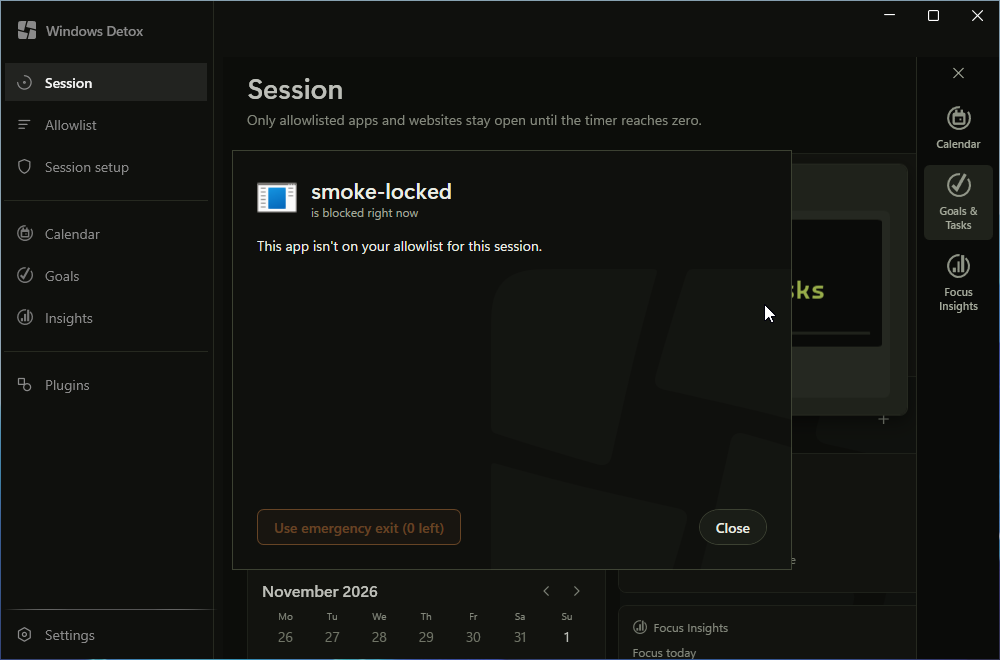 Windows Detox
Session
Allowlist
Session setup
Calendar
Goals
Insights
Plugins
Settings
Session
Only allowlisted apps and websites stay open until the timer reaches zero.
smoke-locked
is blocked right now
This app isn't on your allowlist for this session.
Use emergency exit (0 left)
Close
November 2026
Mo Tu We Th Fr Sa Su
26 27 28 29 30 31 1
Focus Insights
Focus today
Calendar
Goals &
Tasks
Focus
Insights